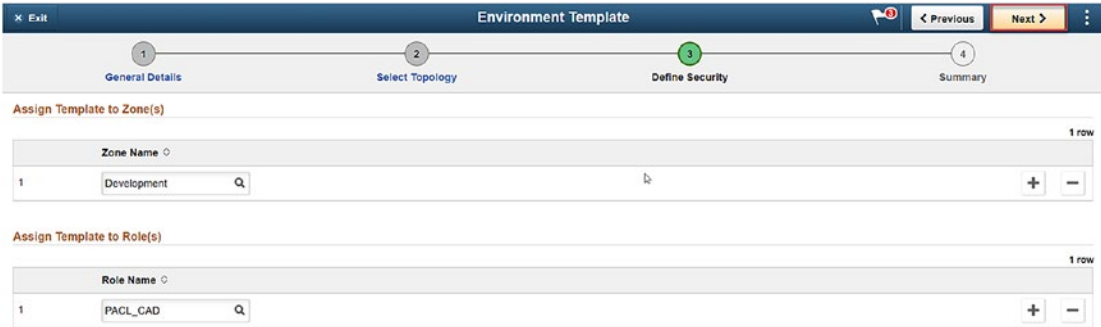 × Exit
Environment Template
3
< Previous
Next >
1
2
3
4
General Details
Select Topology
Define Security
Summary
Assign Template to Zone(s)
1 row
Zone Name
1
Development
Assign Template to Role(s)
1 row
Role Name
1
PACL_CAD